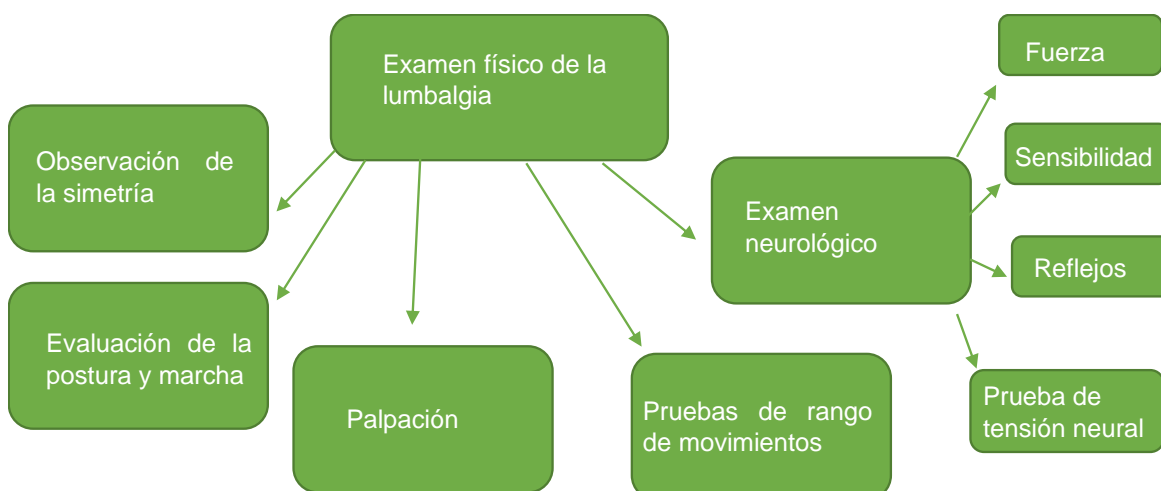 Examen físico de la
lumbalgia
Observación de
la simetría
Evaluación de la
postura y marcha
Palpación
Pruebas de rango
de movimientos
Examen
neurológico
Fuerza
Sensibilidad
Reflejos
Prueba de
tensión neural